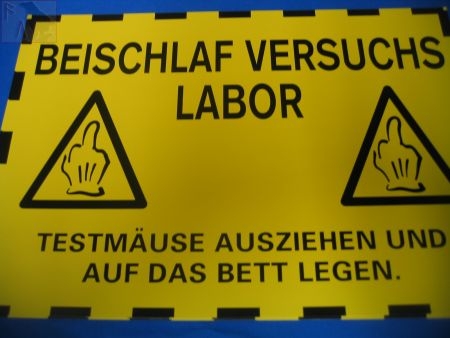 BEISCHLAF VERSUCHS
LABOR
TESTMÄUSE AUSZIEHEN UND
AUF DAS BETT LEGEN.